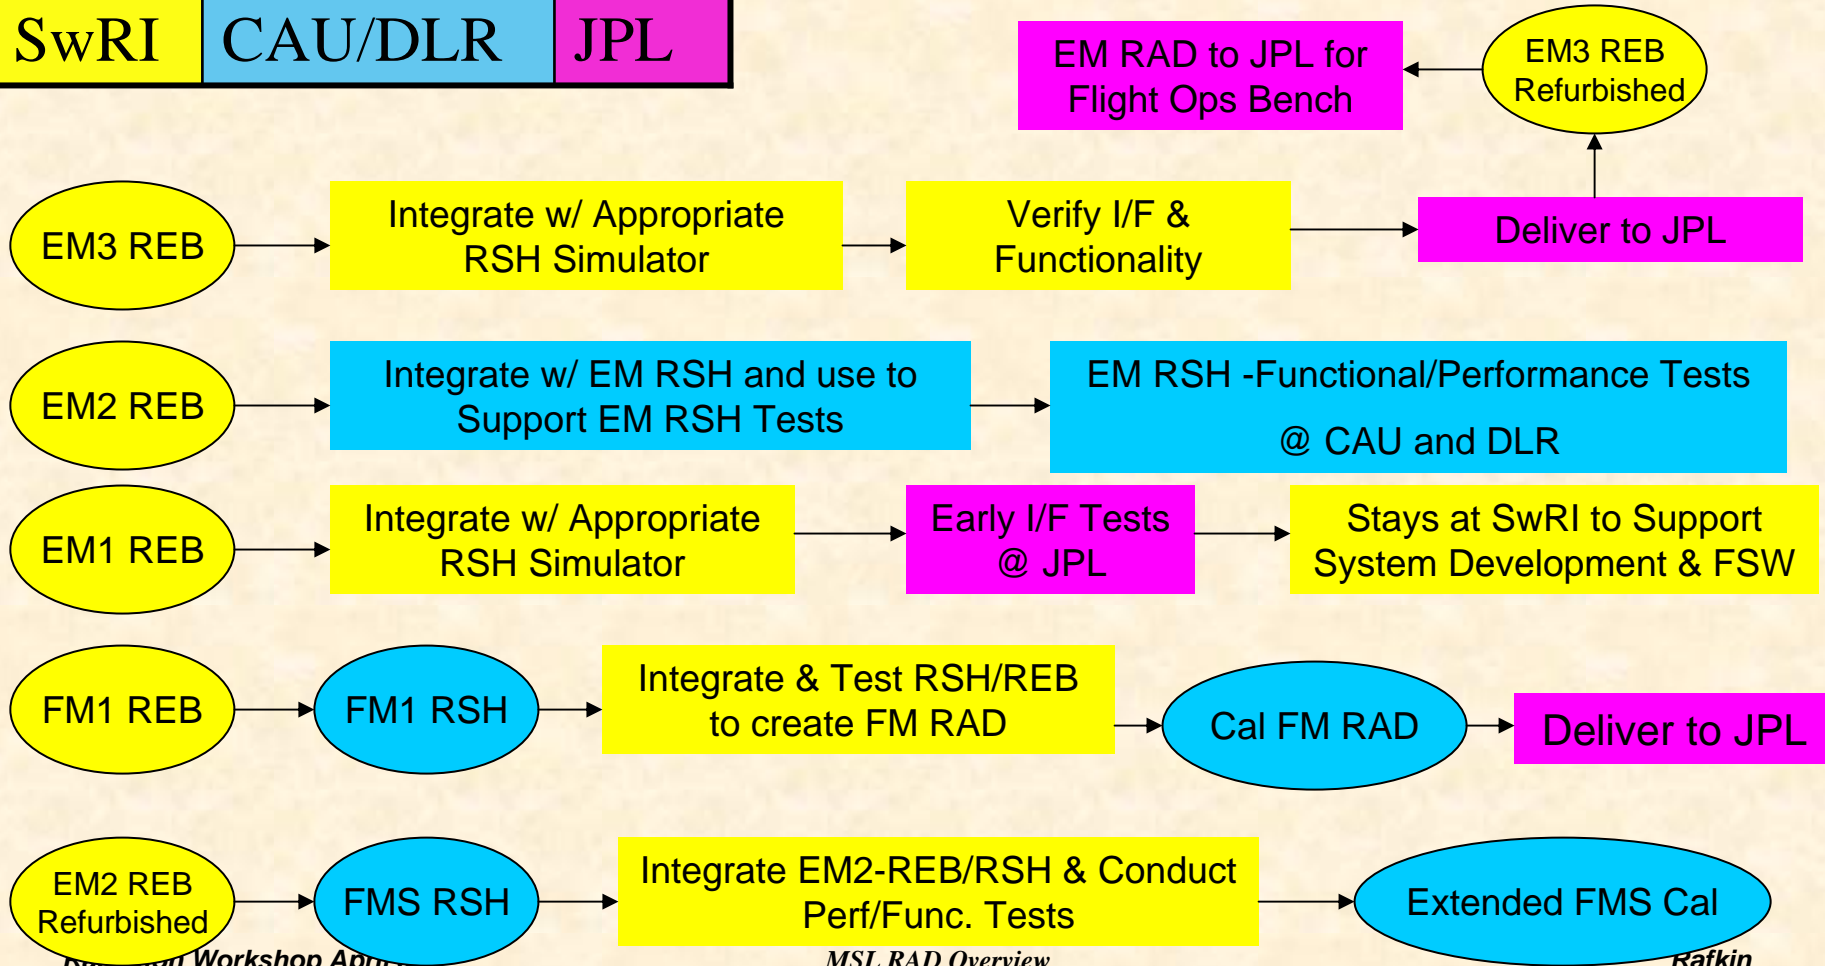 SwRI CAU/DLR JPL
EM RAD to JPL for
Flight Ops Bench
EM3 REB
Refurbished
EM3 REB
Integrate w/ Appropriate
RSH Simulator
Verify I/F &
Functionality
Deliver to JPL
EM2 REB
Integrate w/ EM RSH and use to
Support EM RSH Tests
EM RSH -Functional/Performance Tests
@ CAU and DLR
EM1 REB
Integrate w/ Appropriate
RSH Simulator
Early I/F Tests
@ JPL
Stays at SwRI to Support
System Development & FSW
FM1 REB
FM1 RSH
Integrate & Test RSH/REB
to create FM RAD
Cal FM RAD
Deliver to JPL
EM2 REB
Refurbished
FMS RSH
Integrate EM2-REB/RSH & Conduct
Perf/Func. Tests
Extended FMS Cal
Workshop
MSL RAD Overview
Rafkin